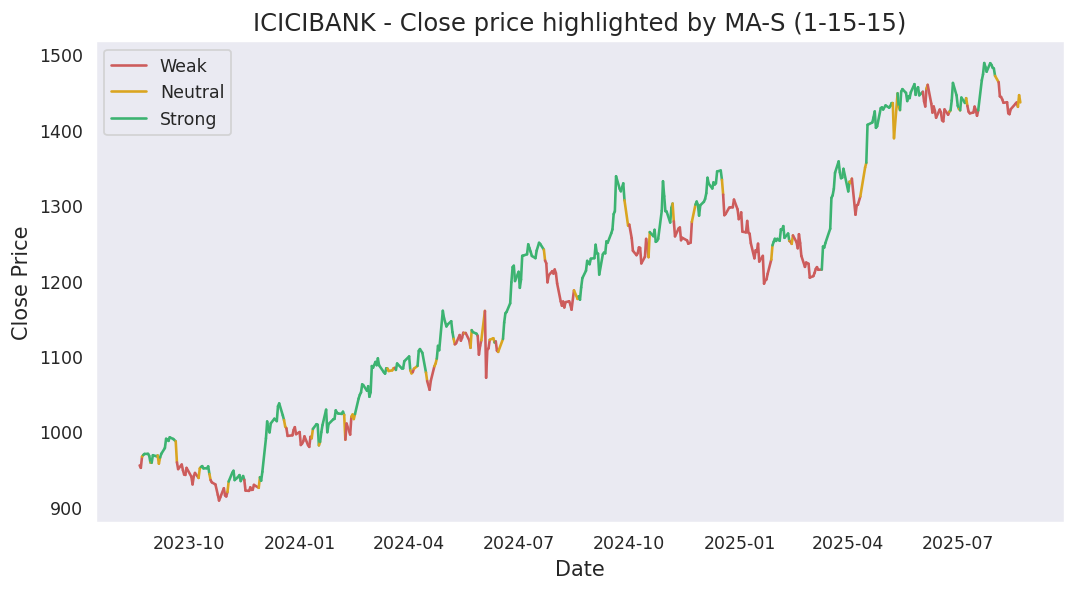 ICICIBANK - Close price highlighted by MA-S (1-15-15)
Weak
Neutral
Strong
Close Price
1500
1400
1300
1200
1100
1000
900
2023-10 2024-01 2024-04 2024-07 2024-10 2025-01 2025-04 2025-07
Date